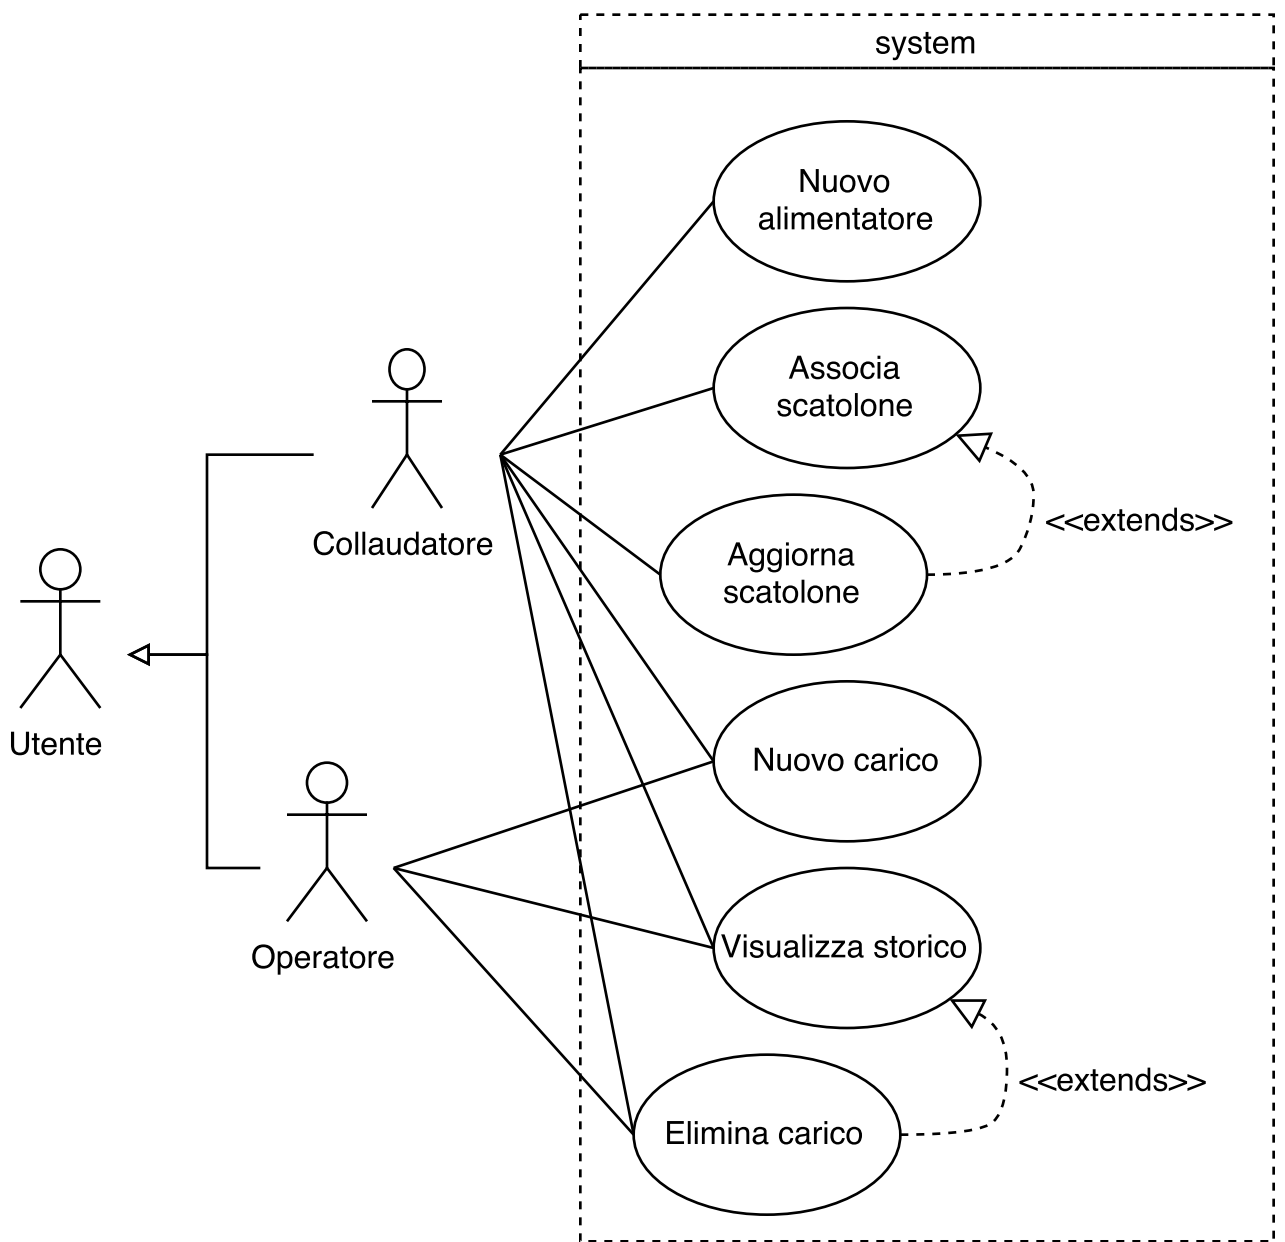 system
Nuovo
alimentatore
Associa
scatolone
<<extends>>
Aggiorna
scatolone
Collaudatore
Utente
Nuovo carico
Operatore
Visualizza storico
<<extends>>
Elimina carico